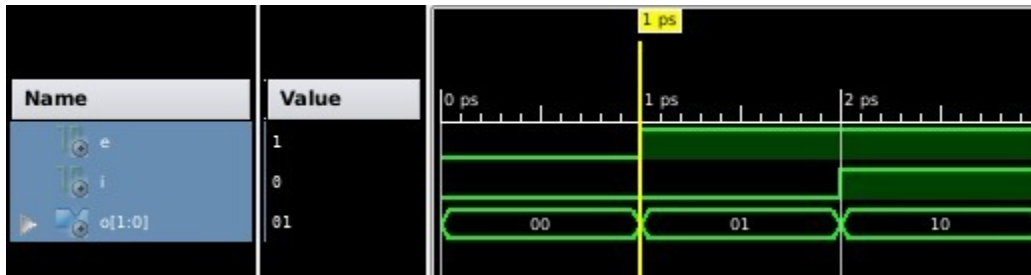 1 ps
Name Value
0 ps 1 ps 2 ps
e 1
i 0
o[1:0] 01 00 01 10